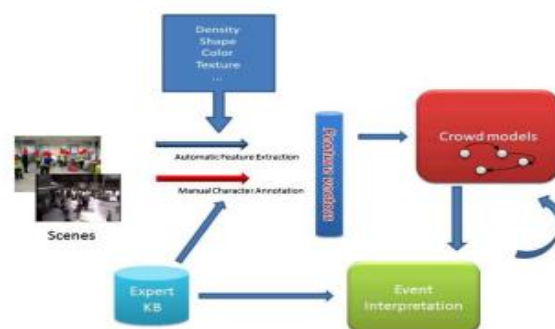 Density
Shape
Color
Texture
...
Automatic Feature Extraction
Manual Character Annotation
Feature vectors
Crowd models
Scenes
Expert
KB
Event
Interpretation